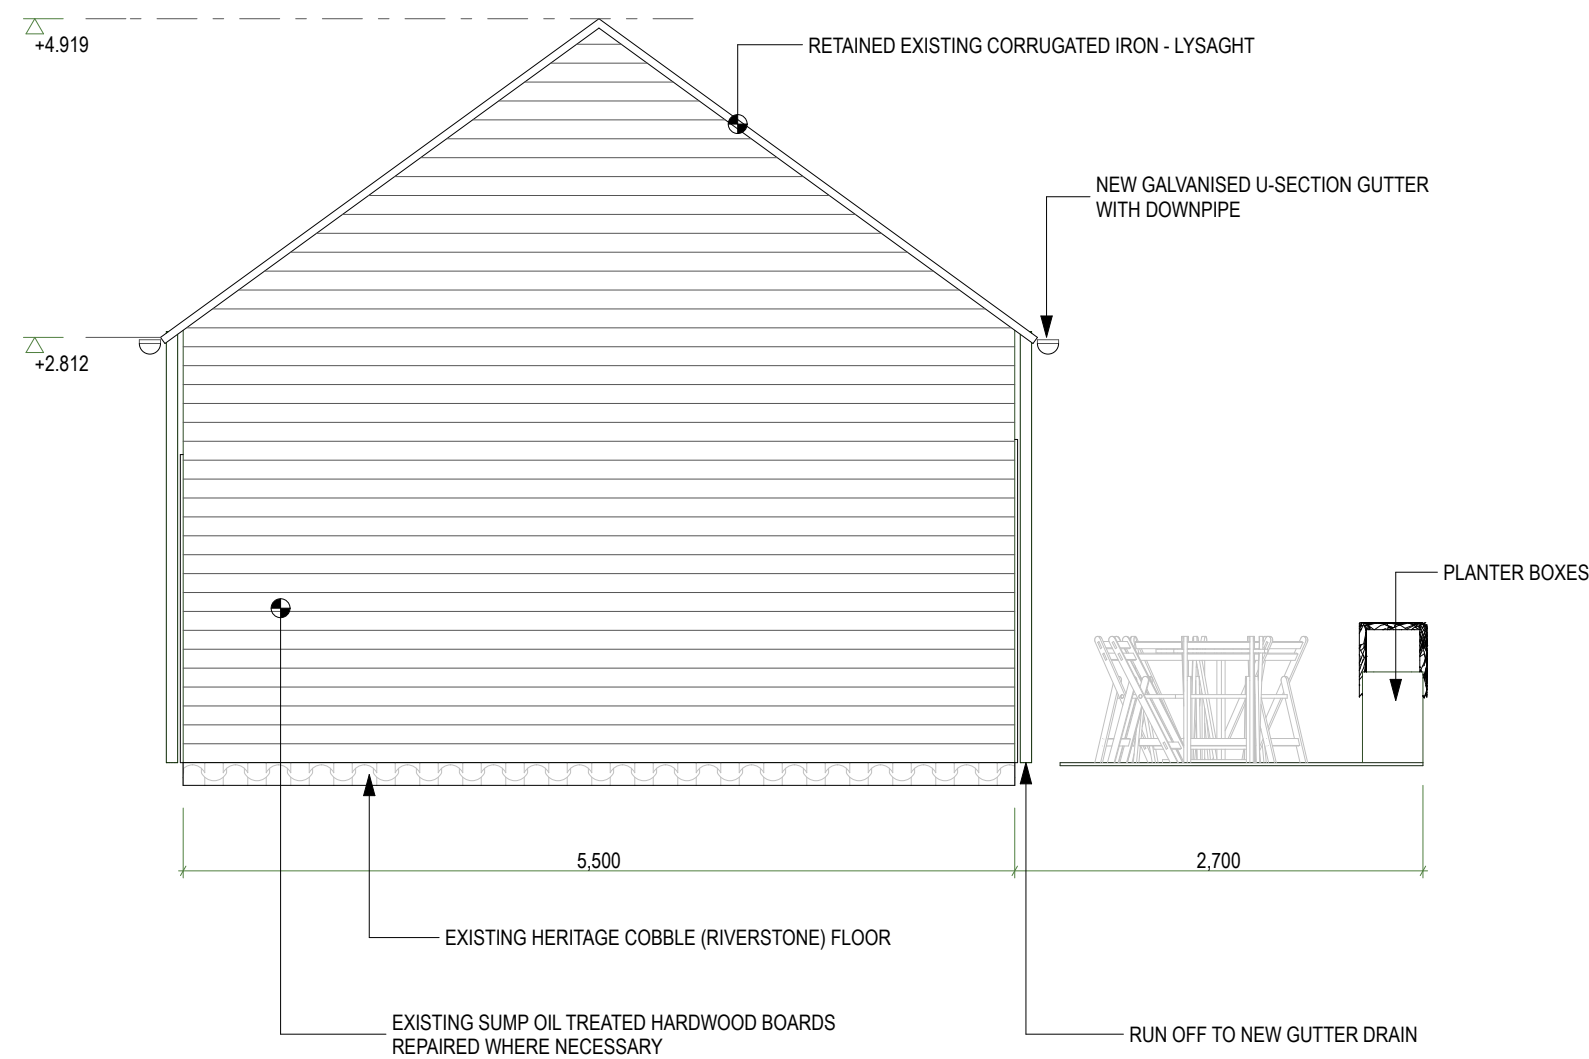 +4.919
RETAINED EXISTING CORRUGATED IRON - LYSAGHT
NEW GALVANISED U-SECTION GUTTER
WITH DOWNPIPE
+2.812
PLANTER BOXES
5,500
2,700
EXISTING HERITAGE COBBLE (RIVERSTONE) FLOOR
EXISTING SUMP OIL TREATED HARDWOOD BOARDS
REPAIRED WHERE NECESSARY
RUN OFF TO NEW GUTTER DRAIN